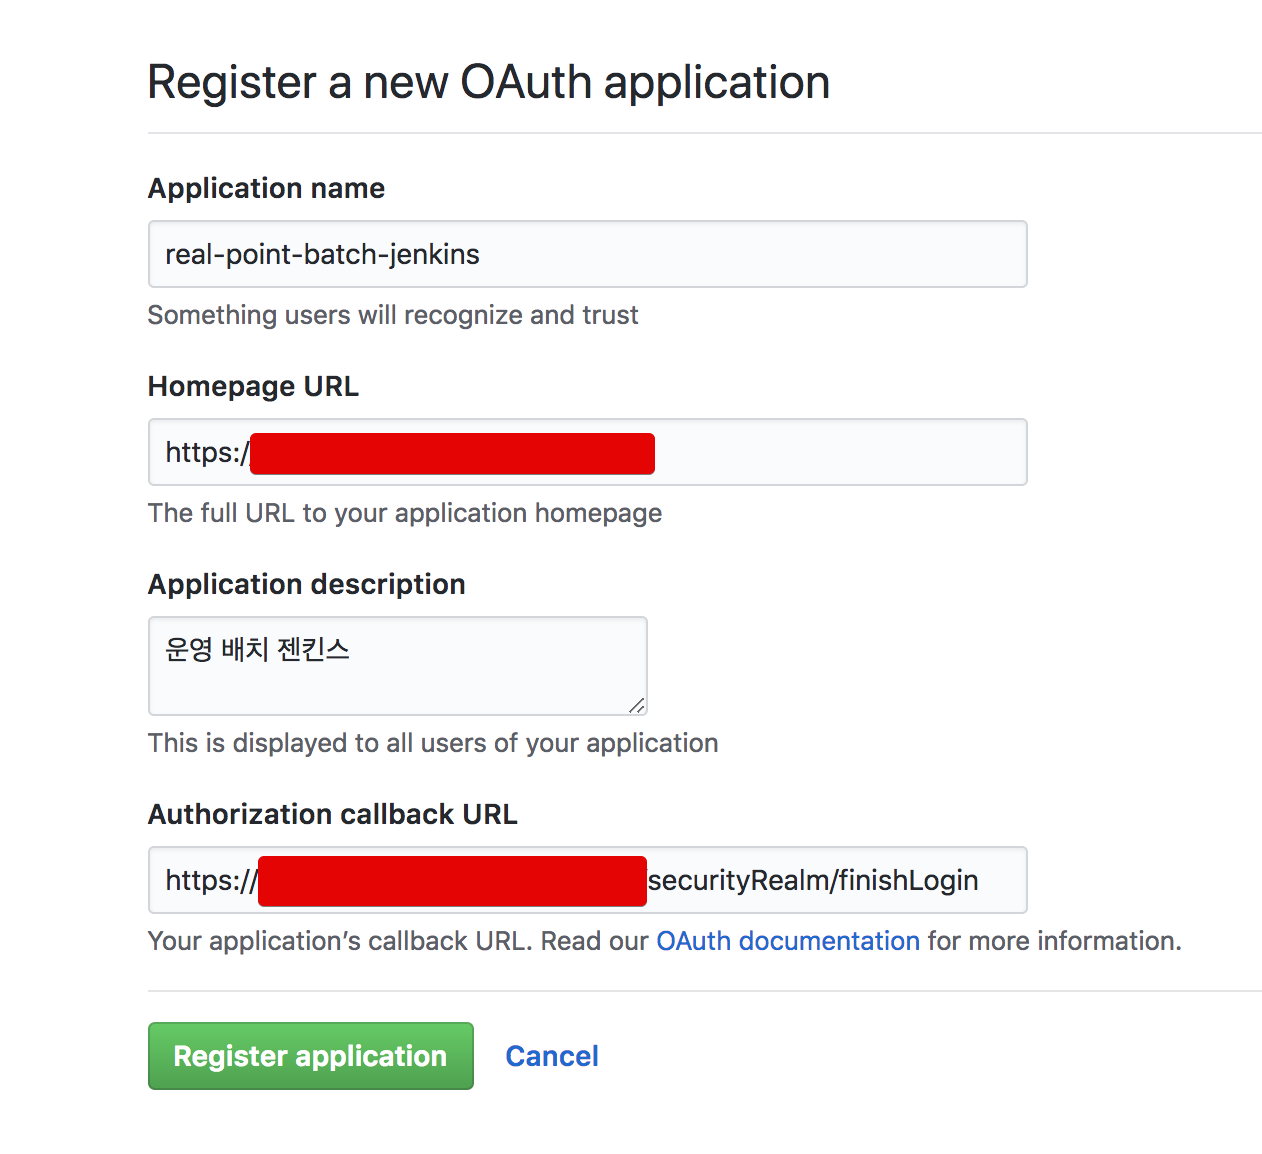 Register a new OAuth application
Application name
real-point-batch-jenkins
Something users will recognize and trust
Homepage URL
https:/
The full URL to your application homepage
Application description
운영 배치 젠킨스
This is displayed to all users of your application
Authorization callback URL
https://securityRealm/finishLogin
Your application's callback URL. Read our OAuth documentation for more information.
Register application
Cancel